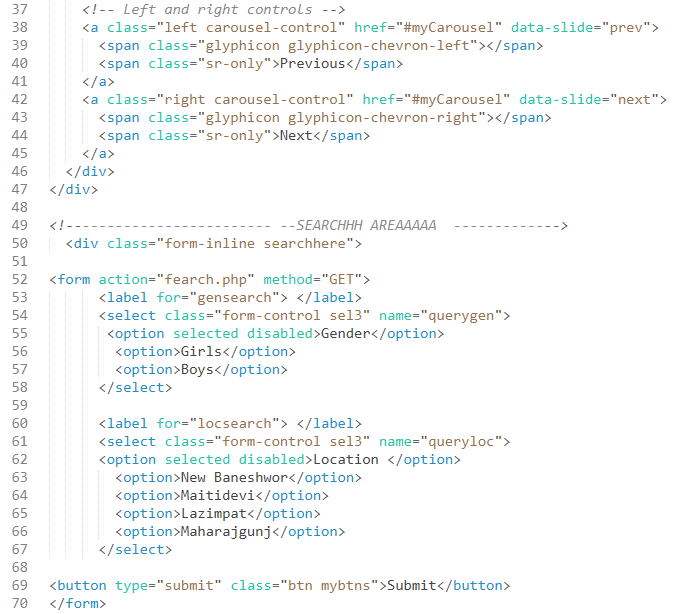 37 <!-- Left and right controls -->
38 <a class="left carousel-control" href="#myCarousel" data-slide="prev">
39 <span class="glyphicon glyphicon-chevron-left"></span>
40 <span class="sr-only">Previous</span>
41 </a>
42 <a class="right carousel-control" href="#myCarousel" data-slide="next">
43 <span class="glyphicon glyphicon-chevron-right"></span>
44 <span class="sr-only">Next</span>
45 </a>
46 </div>
47 </div>
48
49 <!------------------------- --SEARCHHH AREAAAAA ------------->
50 <div class="form-inline searchhere">
51
52 <form action="fearch.php" method="GET">
53 <label for="gensearch"> </label>
54 <select class="form-control sel3" name="querygen">
55 <option selected disabled>Gender</option>
56 <option>Girls</option>
57 <option>Boys</option>
58 </select>
59
60 <label for="locsearch"> </label>
61 <select class="form-control sel3" name="queryloc">
62 <option selected disabled>Location </option>
63 <option>New Baneshwor</option>
64 <option>Maitidevi</option>
65 <option>Lazimpat</option>
66 <option>Maharajgunj</option>
67 </select>
68
69 <button type="submit" class="btn mybtns">Submit</button>
70 </form>